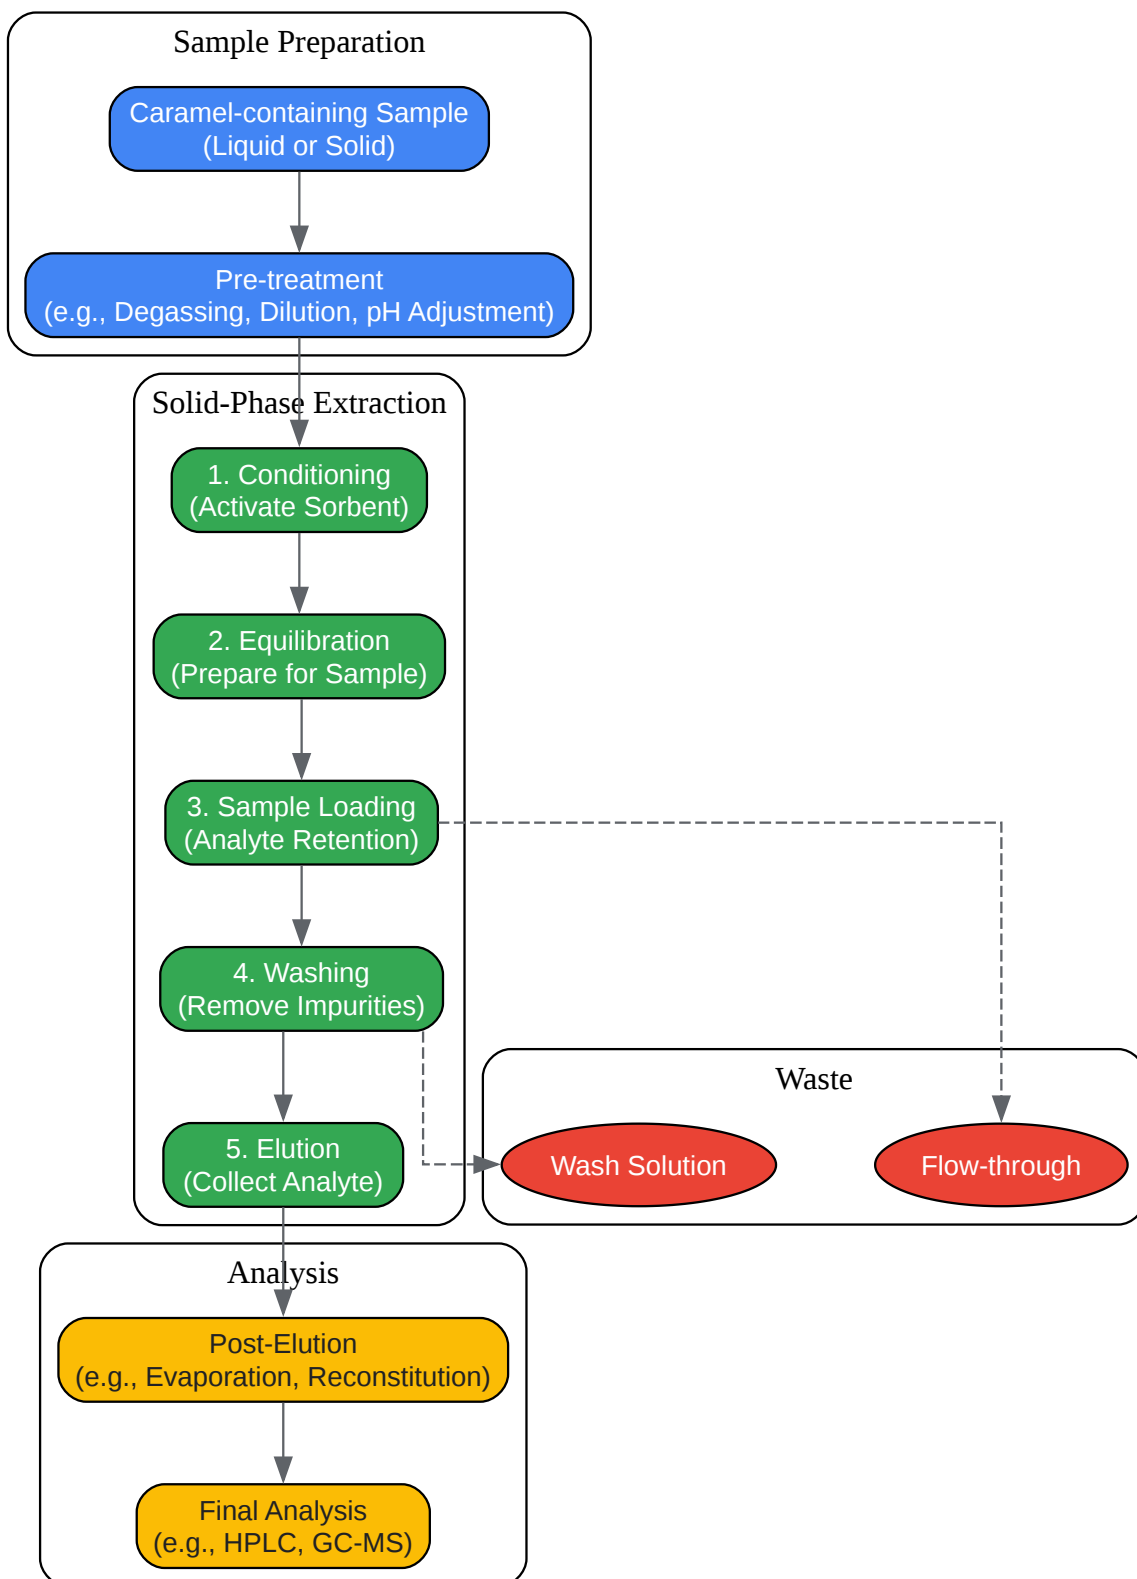 Sample Preparation
Caramel-containing Sample
(Liquid or Solid)
Pre-treatment
(e.g., Degassing, Dilution, pH Adjustment)
Solid-Phase Extraction
1. Conditioning
(Activate Sorbent)
2. Equilibration
(Prepare for Sample)
3. Sample Loading
(Analyte Retention)
4. Washing
(Remove Impurities)
5. Elution
(Collect Analyte)
Waste
Wash Solution
Flow-through
Analysis
Post-Elution
(e.g., Evaporation, Reconstitution)
Final Analysis
(e.g., HPLC, GC-MS)